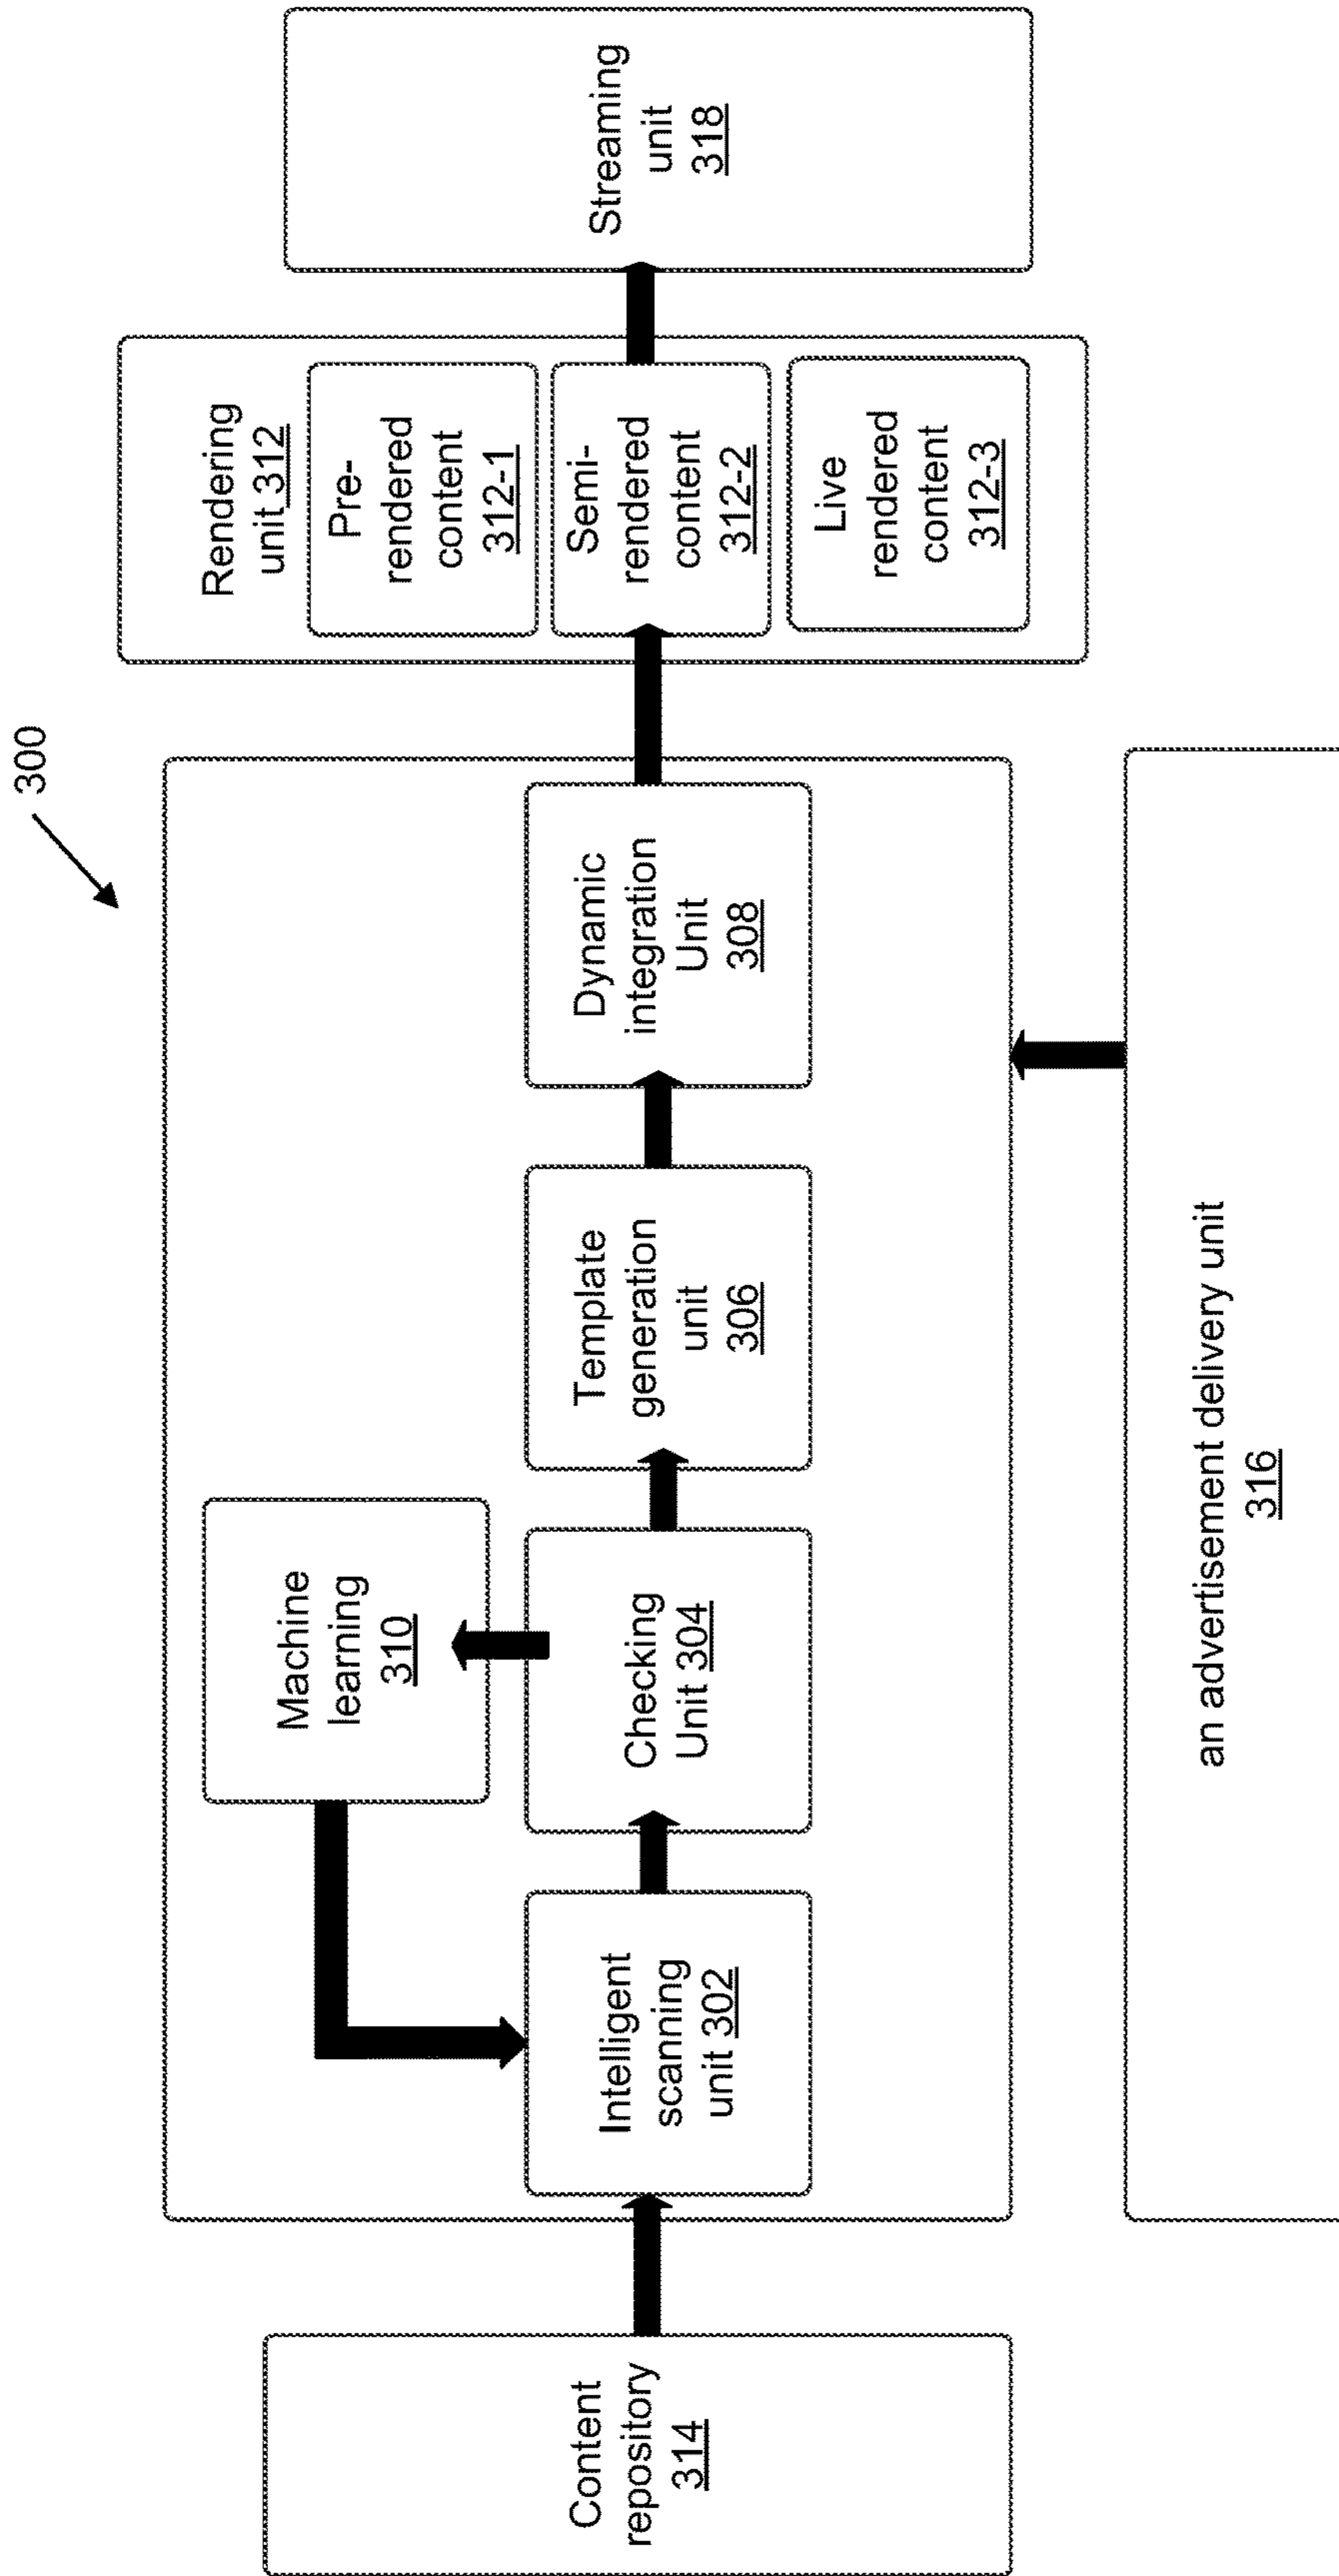 300
Content
repository
314
Intelligent
scanning
unit 302
Machine
learning
310
Checking
Unit 304
Template
generation
unit
306
Dynamic
integration
Unit
308
Rendering
unit 312
Pre-
rendered
content
312-1
Semi-
rendered
content
312-2
Live
rendered
content
312-3
Streaming
unit
318
an advertisement delivery unit
316